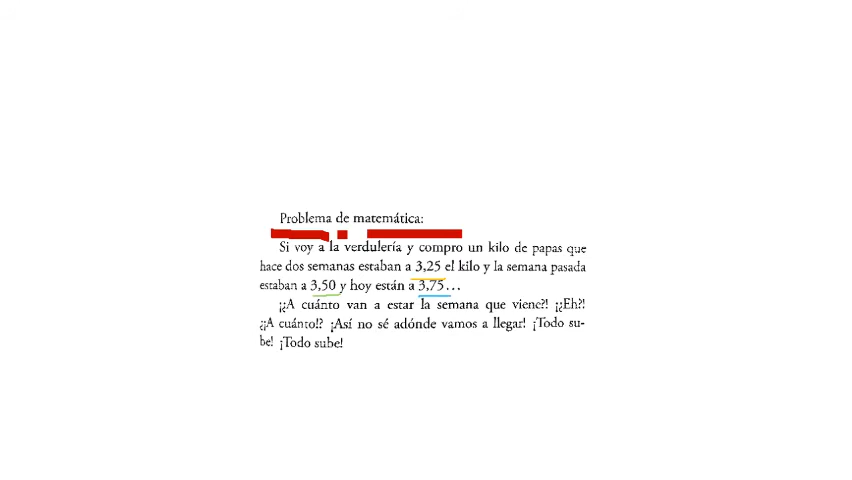 Problema de matemática:
Si voy a la verdulería y compro un kilo de papas que
hace dos semanas estaban a 3,25 el kilo y la semana pasada
estaban a 3,50 y hoy están a 3,75…
¡¿A cuánto van a estar la semana que viene?! ¡¿Eh?!
¿¡A cuánto!? ¡Así no sé adónde vamos a llegar! ¡Todo su-
be! ¡Todo sube!